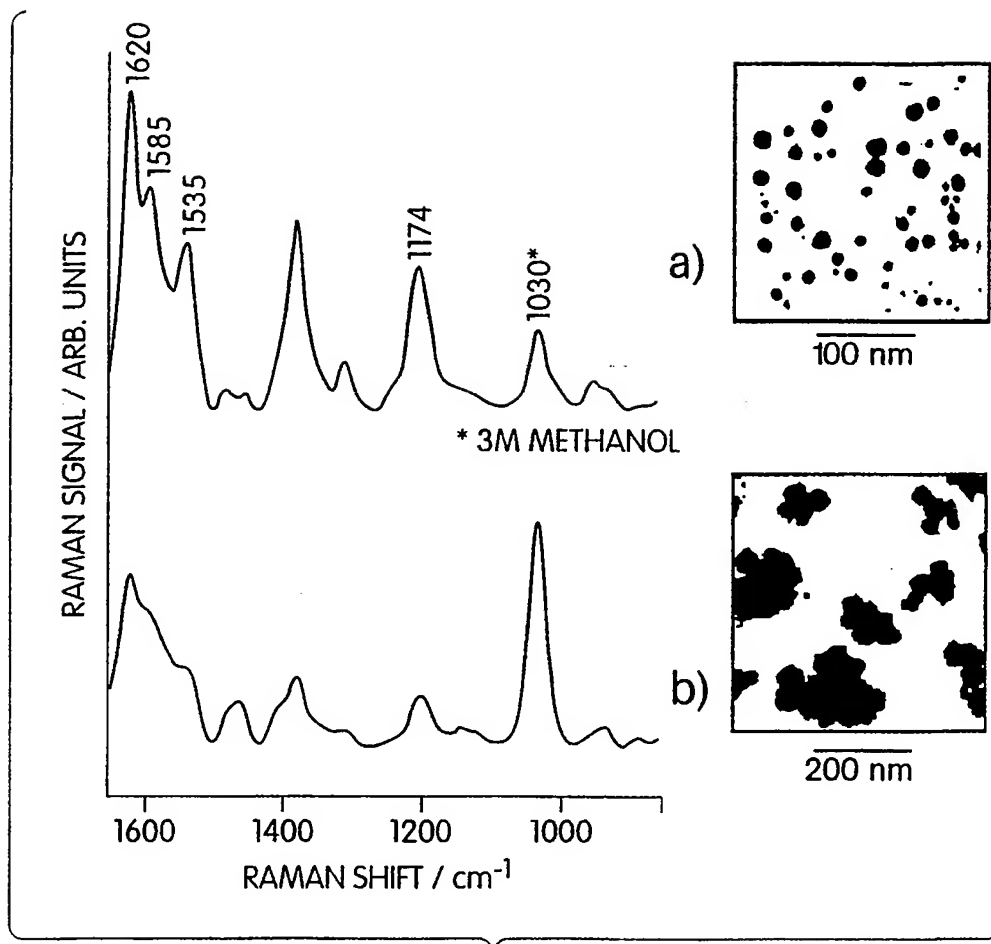 1620
1585
1535
1174
1030*
* 3M METHANOL
RAMAN SIGNAL / ARB. UNITS
1600
1400
1200
1000
RAMAN SHIFT / cm⁻¹
a)
100 nm
b)
200 nm